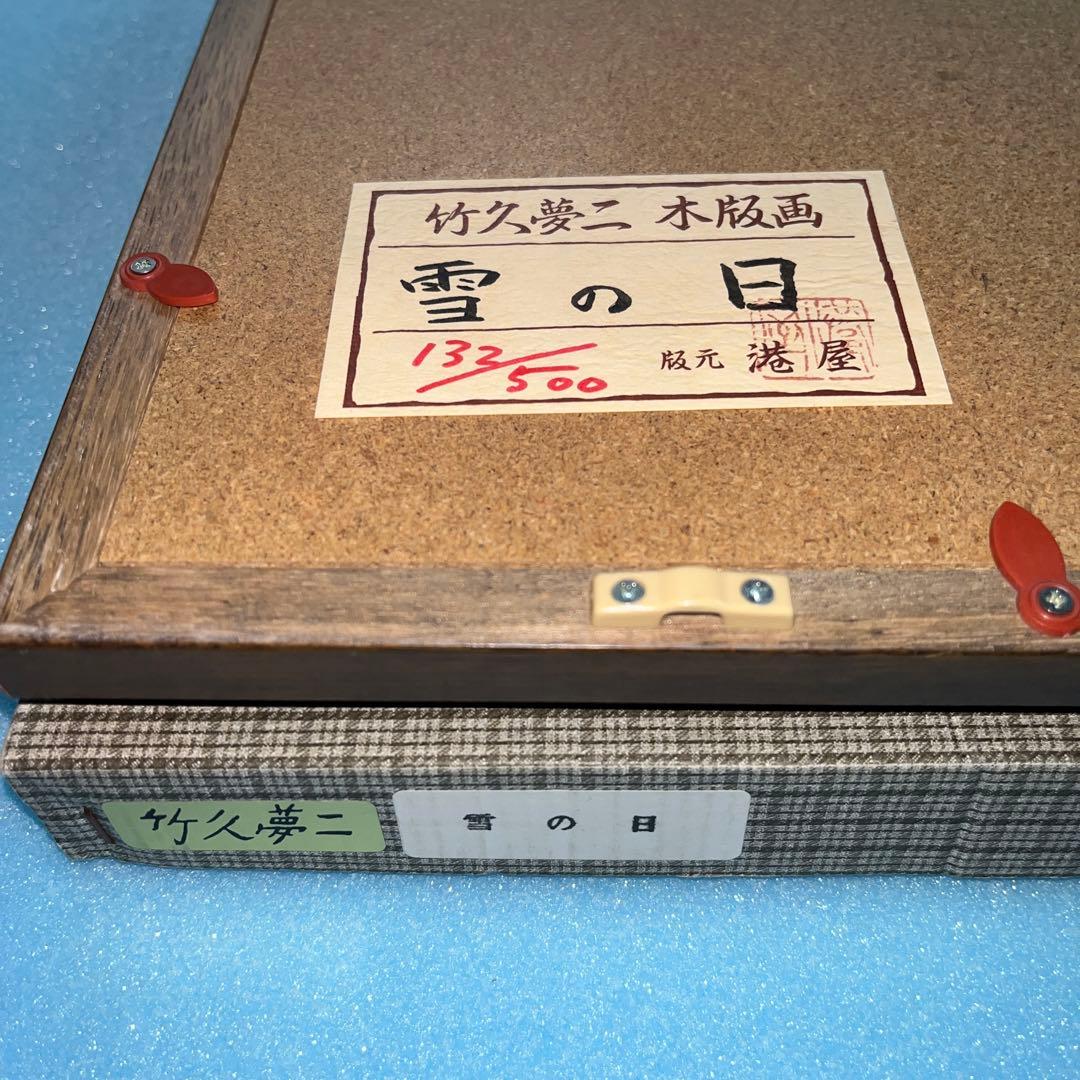 竹久夢二 木版画
雪の日
132/500 版元 港屋
竹久夢二
雪の日